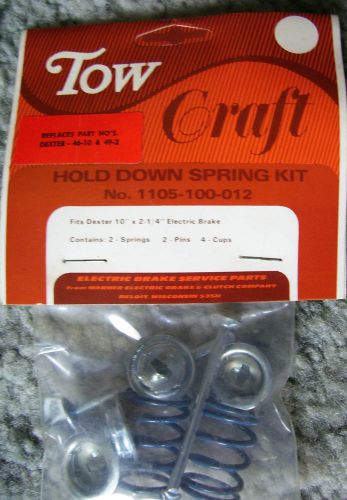 Tow
Craft
REPLACES PART NO'S.
DEXTER - 46-10 & 49-2
HOLD DOWN SPRING KIT
No. 1105-100-012
Fits Dexter 10" x 2-1/4" Electric Brake
Contains: 2 - Springs 2 - Pins 4 - Cups
ELECTRIC BRAKE SERVICE PARTS
From WARNER ELECTRIC BRAKE & CLUTCH COMPANY
BELOIT, WISCONSIN 53511